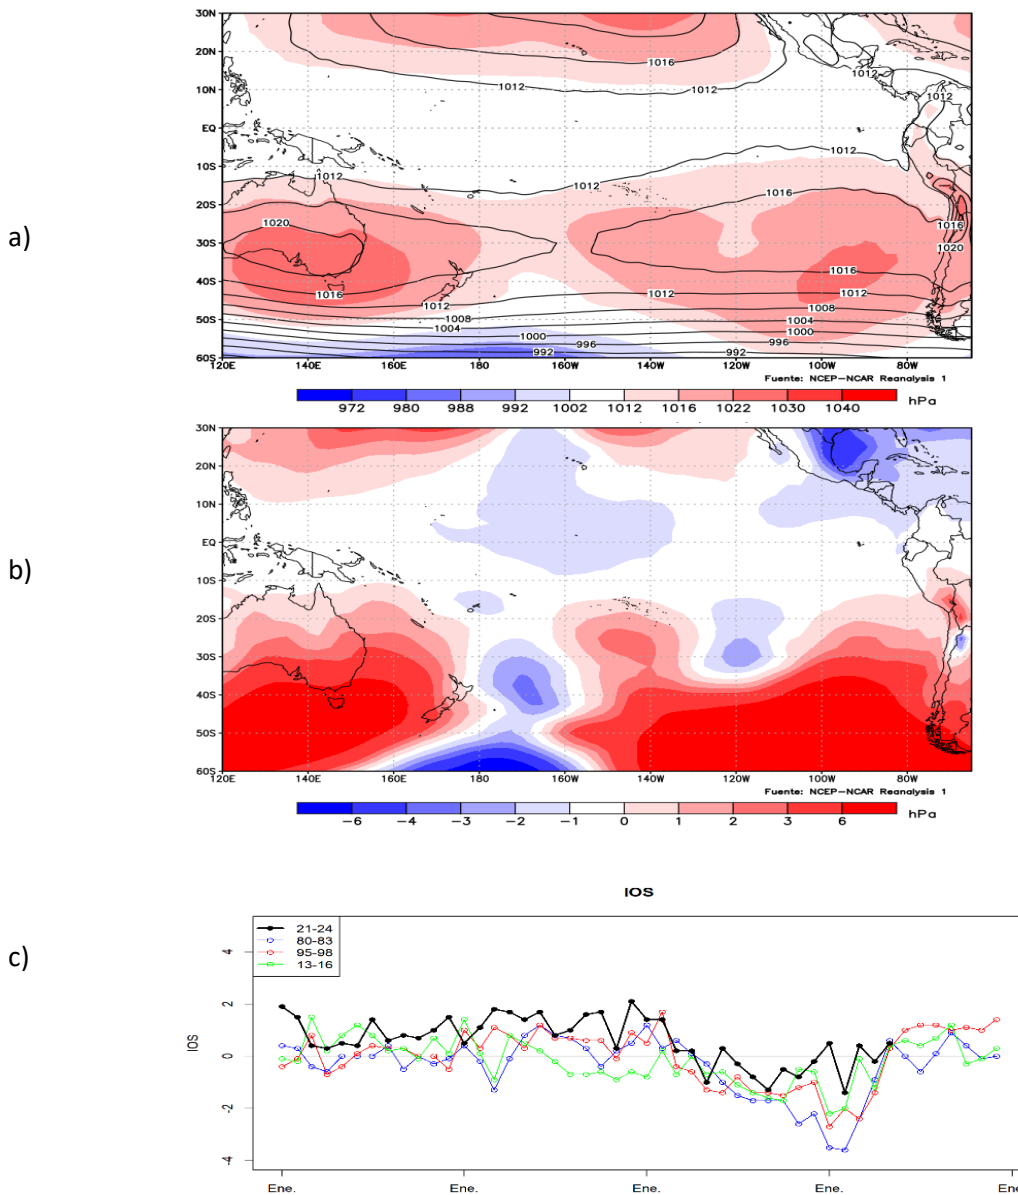 a)
30N
20N
10N
EQ
10S
20S
30S
40S
50S
60S
1016
1012
1012
1012
1012
1012
1012
1016
1020
1016
1020
1016
1016
1012
1012
1012
1008
1008
1004
1004
1000
1000
996
996
992
992
120E 140E 160E 180 160W 140W 120W 100W 80W
Fuente: NCEP-NCAR Reanalysis 1
972 980 988 992 1002 1012 1016 1022 1030 1040 hPa
b)
30N
20N
10N
EQ
10S
20S
30S
40S
50S
60S
120E 140E 160E 180 160W 140W 120W 100W 80W
Fuente: NCEP-NCAR Reanalysis 1
-6 -4 -3 -2 -1 0 1 2 3 6 hPa
c)
IOS
21-24
80-83
95-98
13-16
IOS
4
2
0
-2
-4
Ene. Ene. Ene. Ene. Ene